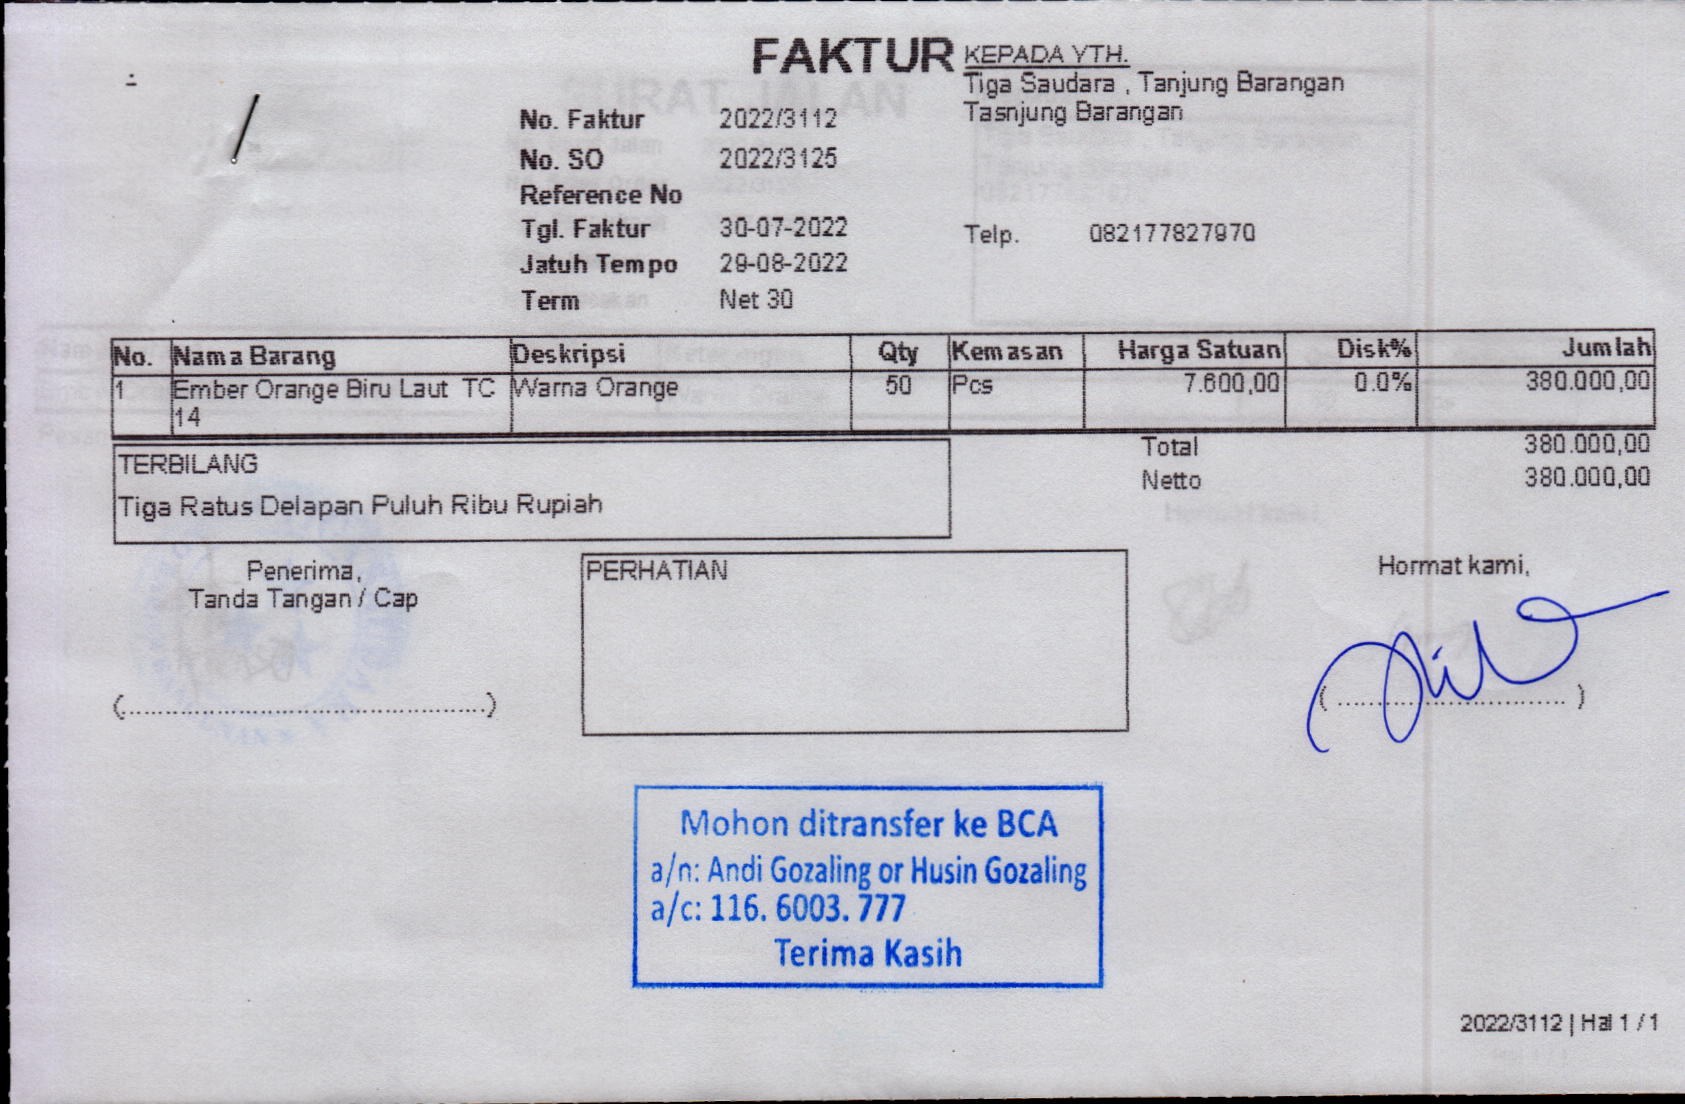 FAKTUR
KEPADA YTH.
Tiga Saudara , Tanjung Barangan
Tasnjung Barangan
No. Faktur 2022/3112
No. SO 2022/3125
Reference No
Tgl. Faktur 30-07-2022
Telp. 082177827970
Jatuh Tempo 29-08-2022
Term Net 30
No. Nama Barang Deskripsi Qty Kemasan Harga Satuan Disk% Jumlah
1 Ember Orange Biru Laut TC Warna Orange 50 Pcs 7.600,00 0.0% 380.000,00
14
Total 380.000,00
TERBILANG
Netto 380.000,00
Tiga Ratus Delapan Puluh Ribu Rupiah
Penerima,
Tanda Tangan / Cap
(..........................................)
PERHATIAN
Hormat kami,
(..........................)
Mohon ditransfer ke BCA
a/n: Andi Gozaling or Husin Gozaling
a/c: 116. 6003. 777
Terima Kasih
2022/3112 | Hal 1 / 1